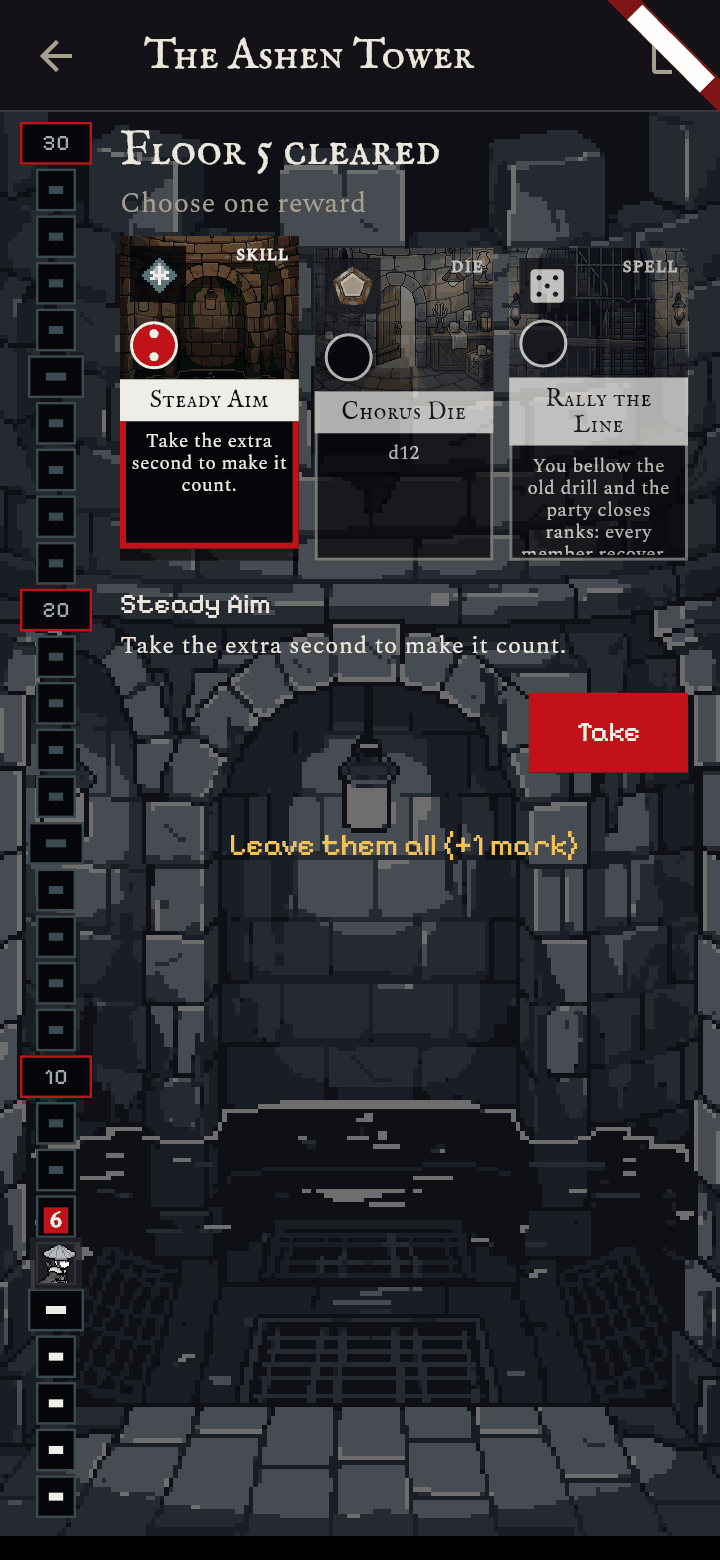 The Ashen Tower
Floor 5 cleared
Choose one reward
SKILL
Steady Aim
Take the extra
second to make it
count.
DIE
Chorus Die
d12
SPELL
Rally the
Line
You bellow the
old drill and the
party closes
ranks: every
member recover
Steady Aim
Take the extra second to make it count.
Take
Leave them all (+1 mark)
30
20
10
6